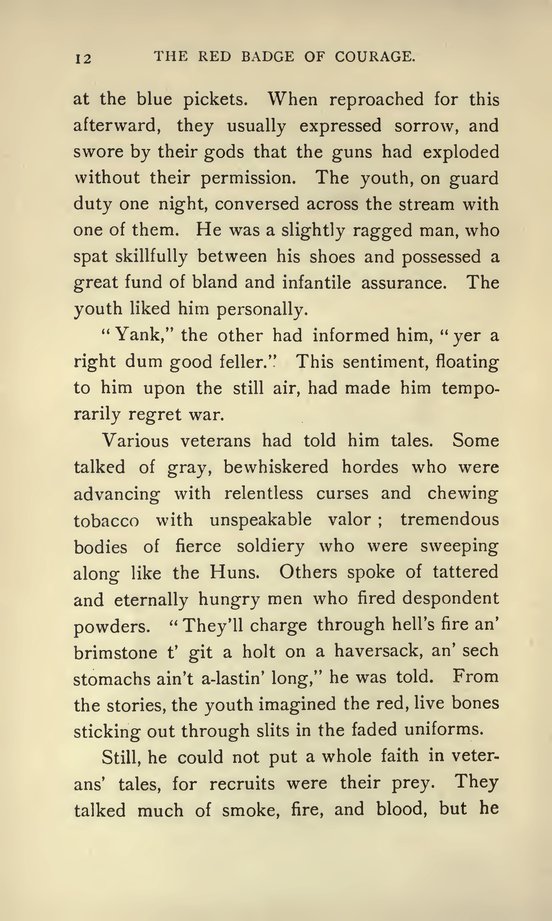 12 THE RED BADGE OF COURAGE.
at the blue pickets. When reproached for this
afterward, they usually expressed sorrow, and
swore by their gods that the guns had exploded
without their permission. The youth, on guard
duty one night, conversed across the stream with
one of them. He was a slightly ragged man, who
spat skillfully between his shoes and possessed a
great fund of bland and infantile assurance. The
youth liked him personally.
“ Yank,” the other had informed him, “ yer a
right dum good feller.” This sentiment, floating
to him upon the still air, had made him tempo-
rarily regret war.
Various veterans had told him tales. Some
talked of gray, bewhiskered hordes who were
advancing with relentless curses and chewing
tobacco with unspeakable valor ; tremendous
bodies of fierce soldiery who were sweeping
along like the Huns. Others spoke of tattered
and eternally hungry men who fired despondent
powders. “ They’ll charge through hell’s fire an’
brimstone t’ git a holt on a haversack, an’ sech
stomachs ain’t a-lastin’ long,” he was told. From
the stories, the youth imagined the red, live bones
sticking out through slits in the faded uniforms.
Still, he could not put a whole faith in veter-
ans’ tales, for recruits were their prey. They
talked much of smoke, fire, and blood, but he